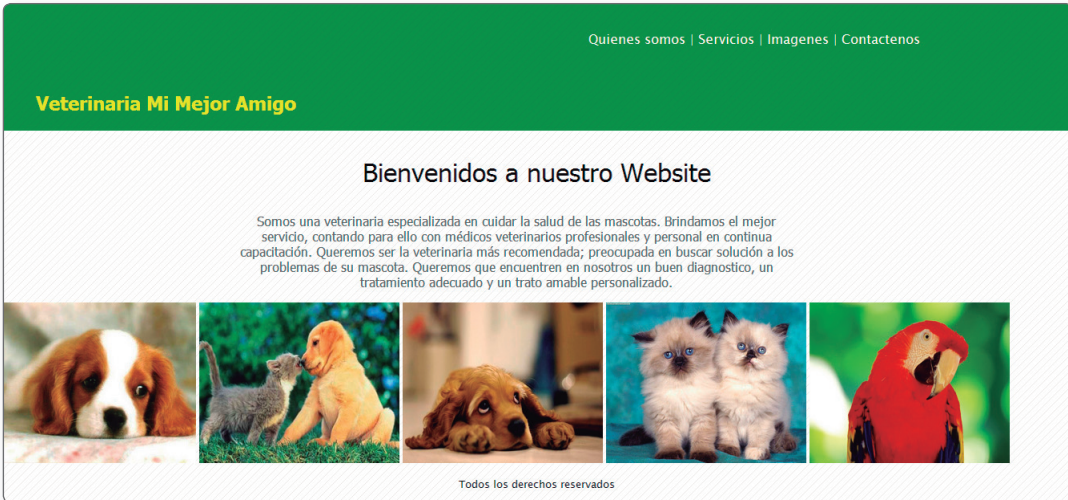 Quienes somos | Servicios | Imagenes | Contactenos
Veterinaria Mi Mejor Amigo
Bienvenidos a nuestro Website
Somos una veterinaria especializada en cuidar la salud de las mascotas. Brindamos el mejor
servicio, contando para ello con médicos veterinarios profesionales y personal en continua
capacitación. Queremos ser la veterinaria más recomendada; preocupada en buscar solución a los
problemas de su mascota. Queremos que encuentren en nosotros un buen diagnostico, un
tratamiento adecuado y un trato amable personalizado.
Todos los derechos reservados